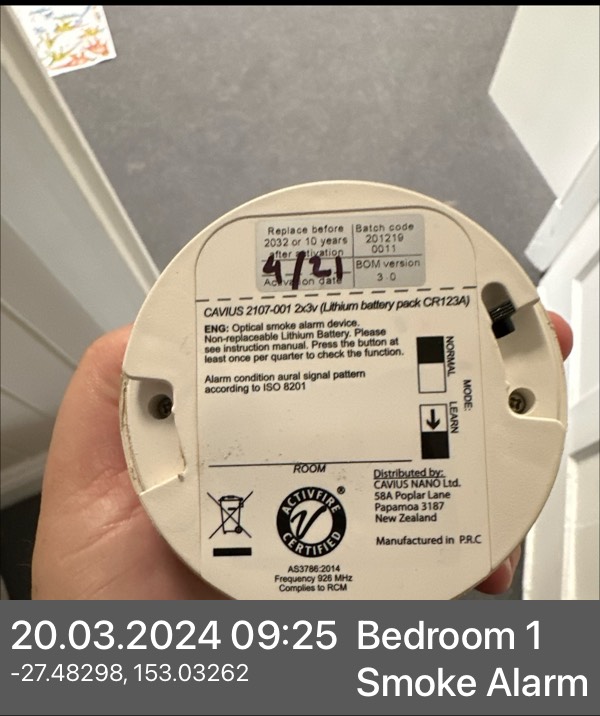 Replace before
2032 or 10 years
after activation
4/21
Activation date
Batch code
201219
0011
BOM version
3.0
CAVIUS 2107-001 2x3v (Lithium battery pack CR123A)
ENG: Optical smoke alarm device.
Non-replaceable Lithium Battery. Please
see instruction manual. Press the button at
least once per quarter to check the function.
Alarm condition aural signal pattern
according to ISO 8201
NORMAL
MODE:
LEARN
ROOM
ACTIVFIRE ®
CERTIFIED
Distributed by:
CAVIUS NANO Ltd.
58A Poplar Lane
Papamoa 3187
New Zealand
Manufactured in P.R.C
AS3786:2014
Frequency 926 MHz
Complies to RCM
20.03.2024 09:25
-27.48298, 153.03262
Bedroom 1
Smoke Alarm